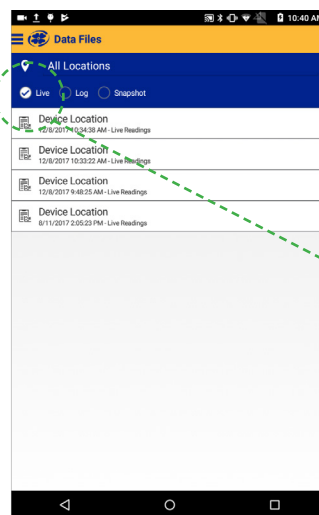 10:40 AM
Data Files
All Locations
Live Log Snapshot
Device Location
12/8/2017 10:34:38 AM - Live Readings
Device Location
12/8/2017 10:33:22 AM - Live Readings
Device Location
12/8/2017 9:48:25 AM - Live Readings
Device Location
8/11/2017 2:05:23 PM - Live Readings